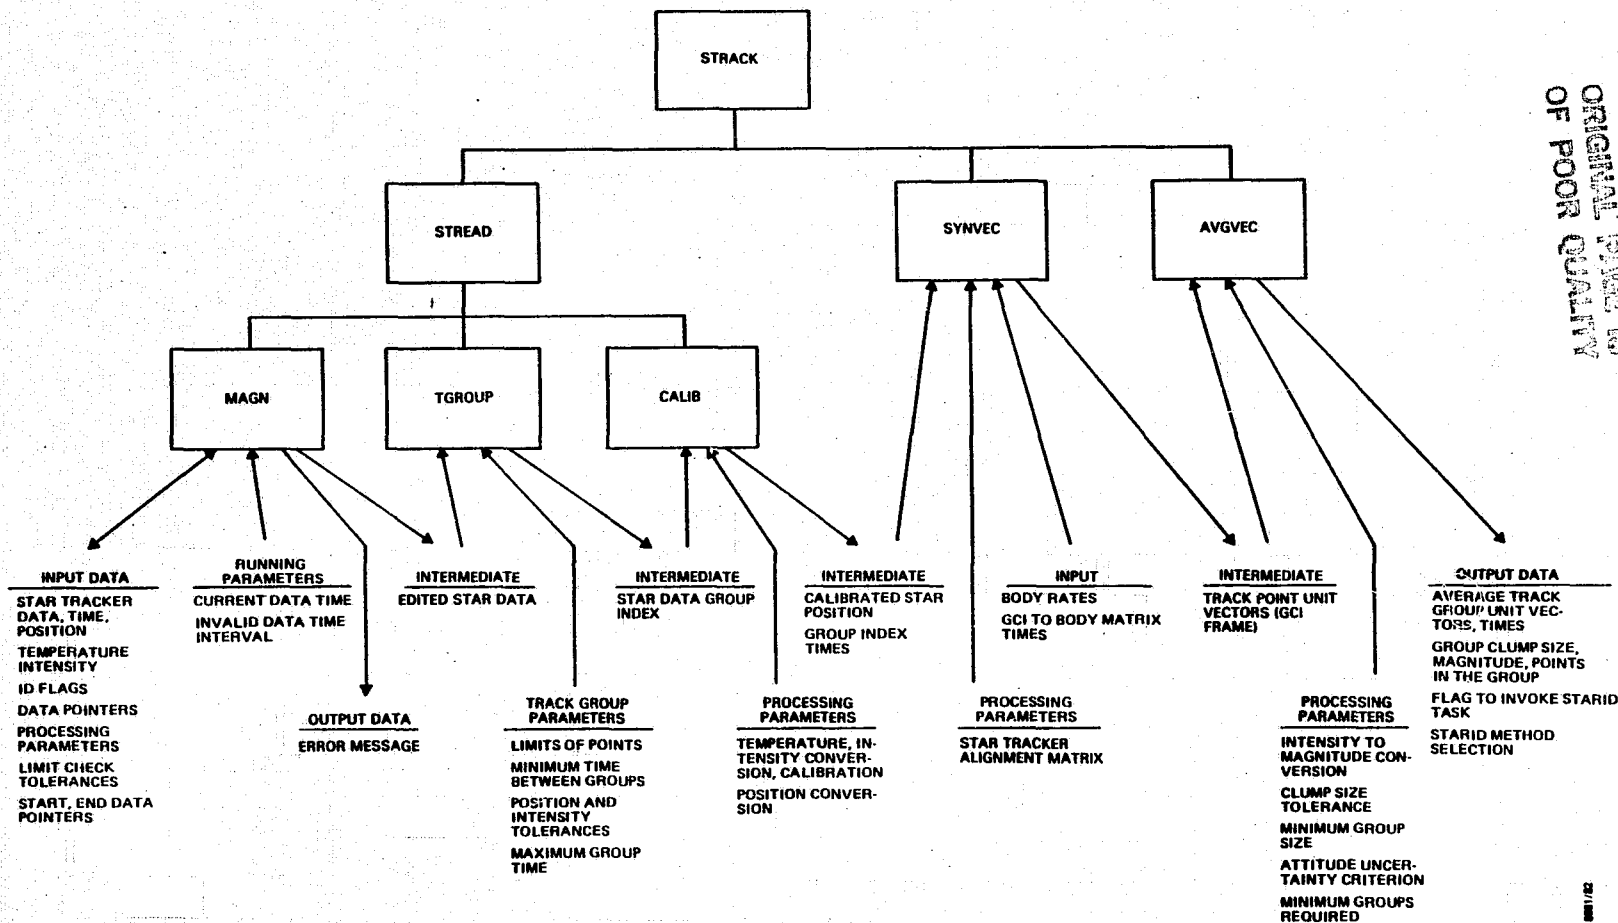 STRACK
ORIGINAL PAGE IS
OF POOR QUALITY
STREAD
SYNVEC
AVGVEC
MAGN
TGROUP
CALIB
INPUT DATA
STAR TRACKER
DATA, TIME,
POSITION
TEMPERATURE
INTENSITY
ID FLAGS
DATA POINTERS
PROCESSING
PARAMETERS
LIMIT CHECK
TOLERANCES
START, END DATA
POINTERS
RUNNING
PARAMETERS
CURRENT DATA TIME
INVALID DATA TIME
INTERVAL
OUTPUT DATA
ERROR MESSAGE
INTERMEDIATE
EDITED STAR DATA
TRACK GROUP
PARAMETERS
LIMITS OF POINTS
MINIMUM TIME
BETWEEN GROUPS
POSITION AND
INTENSITY
TOLERANCES
MAXIMUM GROUP
TIME
INTERMEDIATE
STAR DATA GROUP
INDEX
PROCESSING
PARAMETERS
TEMPERATURE, IN-
TENSITY CONVER-
SION, CALIBRATION
POSITION CONVER-
SION
INTERMEDIATE
CALIBRATED STAR
POSITION
GROUP INDEX
TIMES
PROCESSING
PARAMETERS
STAR TRACKER
ALIGNMENT MATRIX
INPUT
BODY RATES
GCI TO BODY MATRIX
TIMES
INTERMEDIATE
TRACK POINT UNIT
VECTORS (GCI
FRAME)
PROCESSING
PARAMETERS
INTENSITY TO
MAGNITUDE CON-
VERSION
CLUMP SIZE
TOLERANCE
MINIMUM GROUP
SIZE
ATTITUDE UNCER-
TAINTY CRITERION
MINIMUM GROUPS
REQUIRED
OUTPUT DATA
AVERAGE TRACK
GROUP UNIT VEC-
TORS, TIMES
GROUP CLUMP SIZE,
MAGNITUDE, POINTS
IN THE GROUP
FLAG TO INVOKE STARID
TASK
STARID METHOD
SELECTION